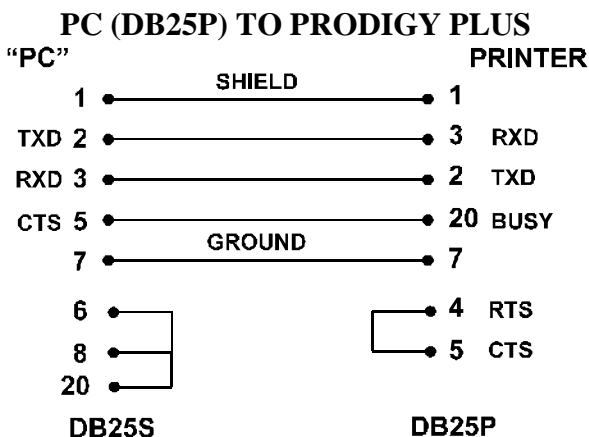 PC (DB25P) TO PRODIGY PLUS
“PC” PRINTER
1 SHIELD 1
TXD 2 3 RXD
RXD 3 2 TXD
CTS 5 20 BUSY
7 GROUND 7
6 4 RTS
8 5 CTS
20
DB25S DB25P